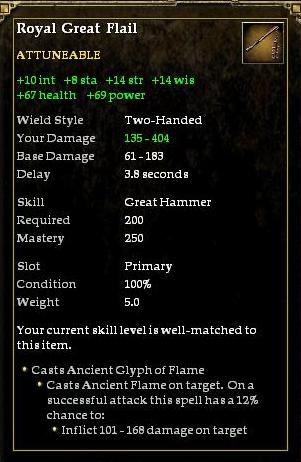 Royal Great Flail
ATTUNEABLE
+10 int +8 sta +14 str +14 wis
+67 health +69 power
Wield Style Two-Handed
Your Damage 135 - 404
Base Damage 61 - 183
Delay 3.8 seconds
Skill Great Hammer
Required 200
Mastery 250
Slot Primary
Condition 100%
Weight 5.0
Your current skill level is well-matched to
this item.
• Casts Ancient Glyph of Flame
• Casts Ancient Flame on target. On a
successful attack this spell has a 12%
chance to:
• Inflict 101 - 168 damage on target